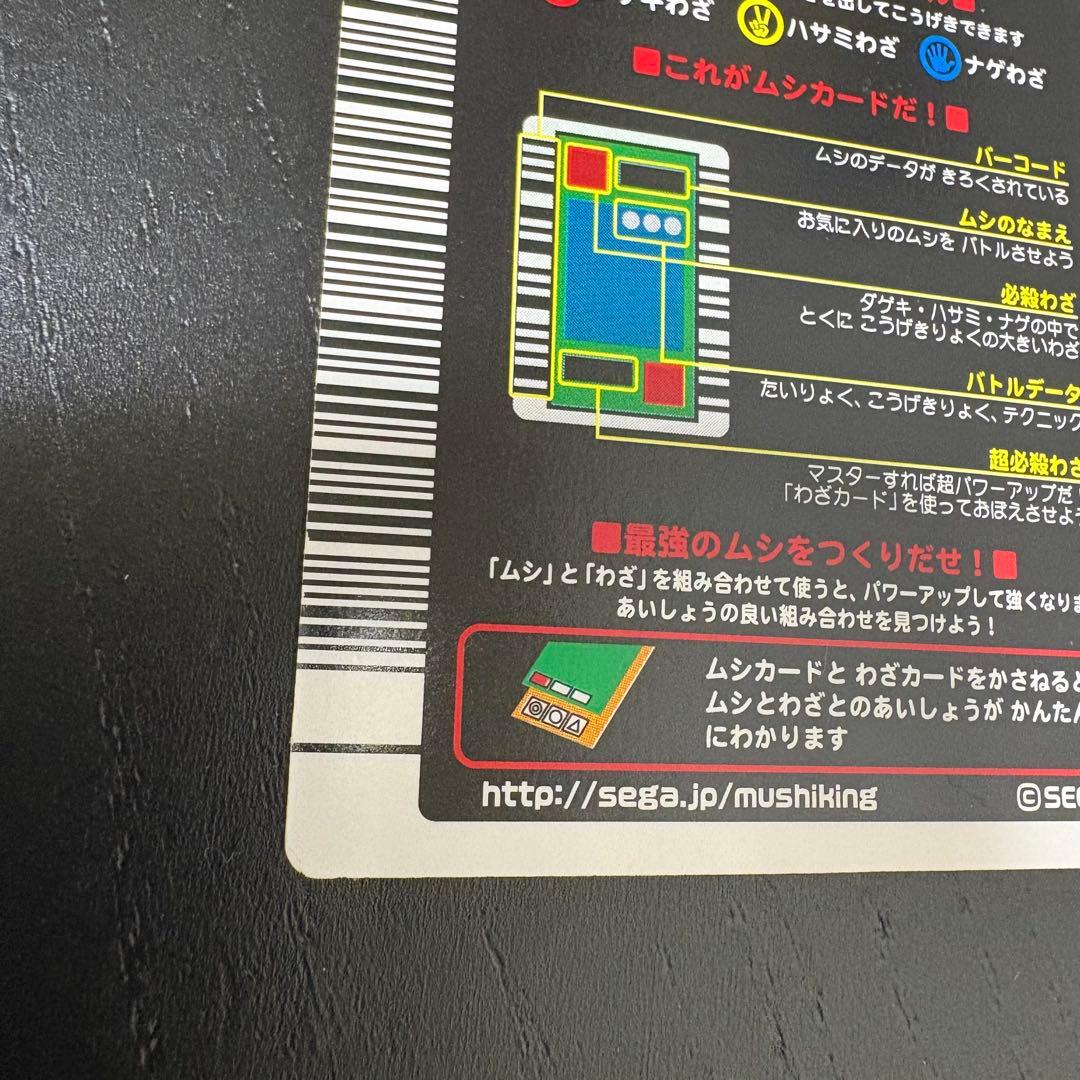 を出してこうげきできます
ゲキわざ
ハサミわざ
ナゲわざ
■これがムシカードだ!■
バーコード
ムシのデータが きろくされている
ムシのなまえ
お気に入りのムシを バトルさせよう
必殺わざ
ダゲキ・ハサミ・ナゲの中で
とくに こうげきりょくの大きいわざ
バトルデータ
たいりょく、こうげきりょく、テクニック
超必殺わざ
マスターすれば超パワーアップだ
「わざカード」を使っておぼえさせよう
■最強のムシをつくりだせ!■
「ムシ」と「わざ」を組み合わせて使うと、パワーアップして強くなりま
あいしょうの良い組み合わせを見つけよう!
ムシカードと わざカードをかさねると
ムシとわざとのあいしょうが かんたん
にわかります
http://sega.jp/mushiking
©SEG